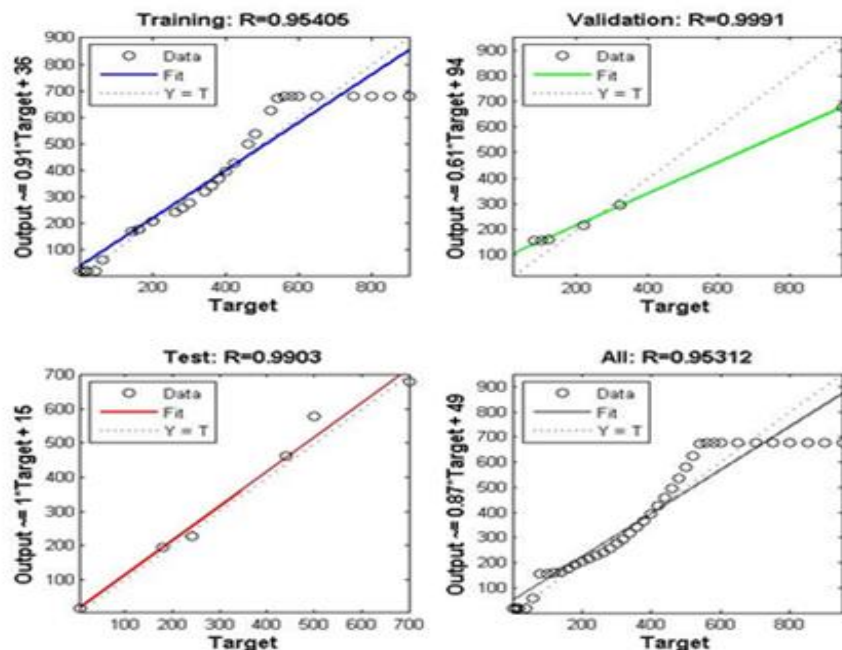 Training: R=0.95405
Output ~= 0.91*Target + 36
900
800
700
600
500
400
300
200
100
Data
Fit
Y = T
200 400 600 800
Target
Validation: R=0.9991
Output ~= 0.61*Target + 94
900
800
700
600
500
400
300
200
100
Data
Fit
Y = T
200 400 600 800
Target
Test: R=0.9903
Output ~= 1*Target + 15
700
600
500
400
300
200
100
Data
Fit
Y = T
100 200 300 400 500 600 700
Target
All: R=0.95312
Output ~= 0.87*Target + 49
900
800
700
600
500
400
300
200
100
Data
Fit
Y = T
200 400 600 800
Target